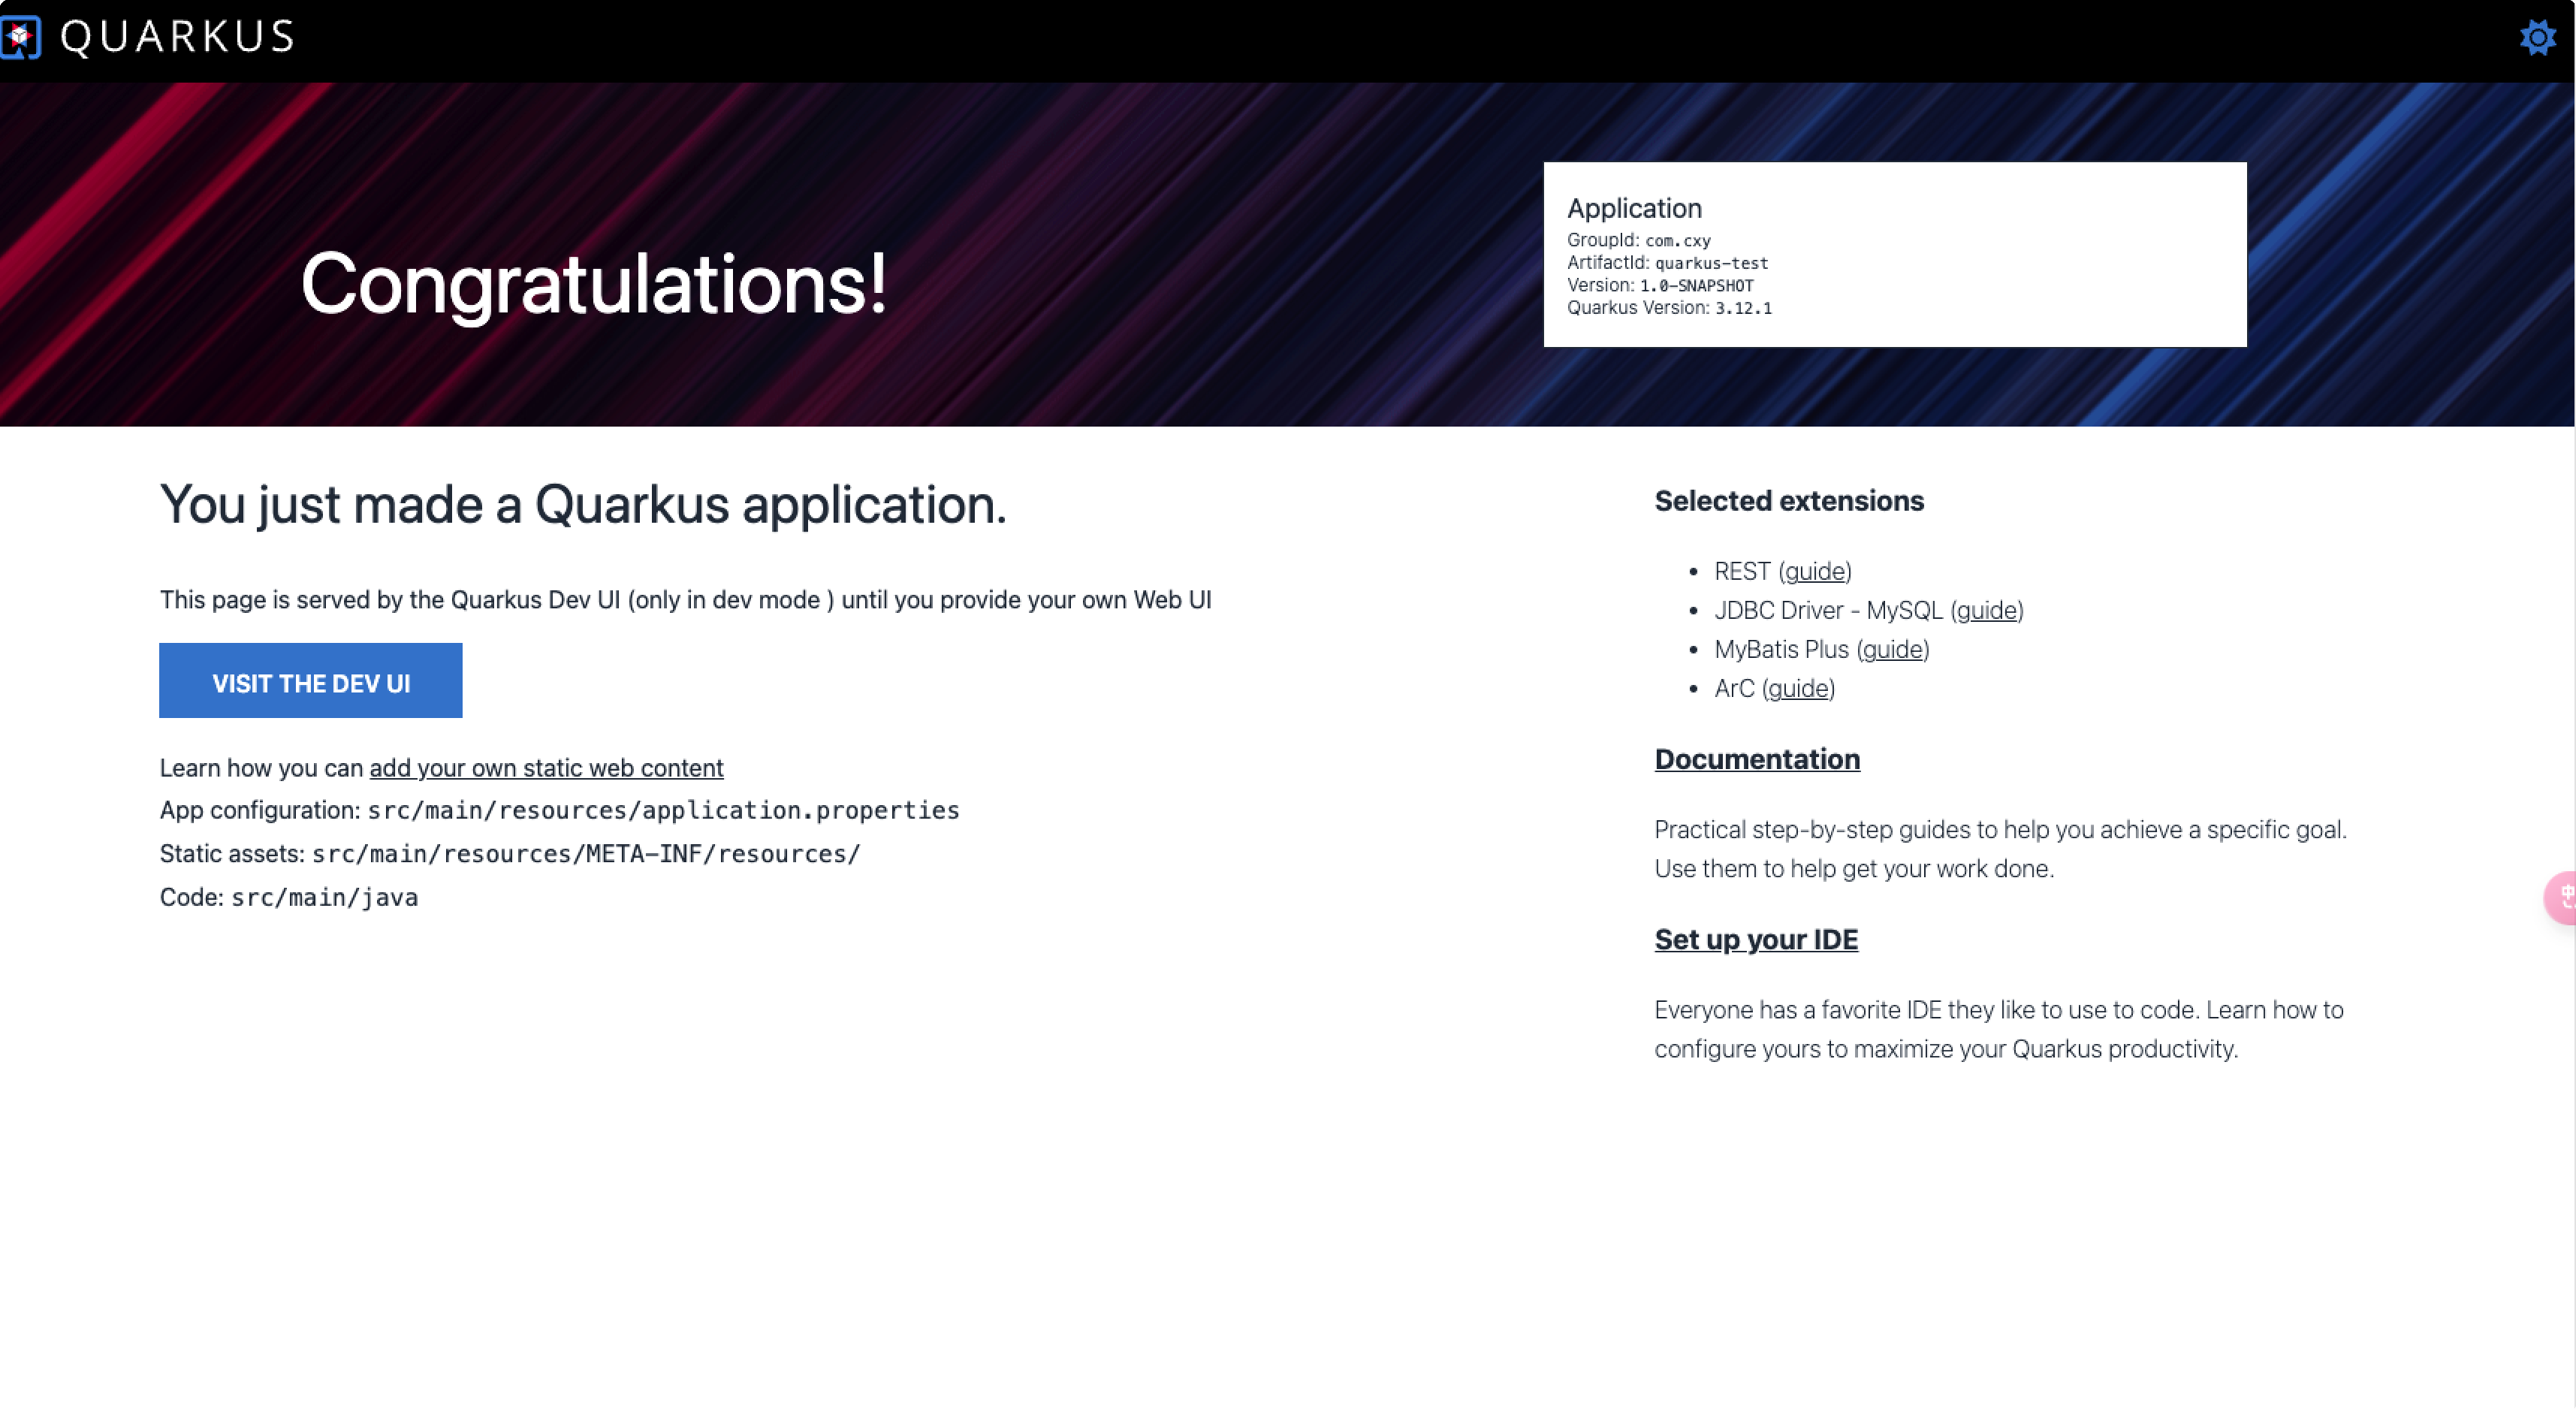 QUARKUS
Congratulations!
Application
GroupId: com.cxy
ArtifactId: quarkus-test
Version: 1.0-SNAPSHOT
Quarkus Version: 3.12.1
You just made a Quarkus application.
This page is served by the Quarkus Dev UI (only in dev mode ) until you provide your own Web UI
VISIT THE DEV UI
Learn how you can add your own static web content
App configuration: src/main/resources/application.properties
Static assets: src/main/resources/META-INF/resources/
Code: src/main/java
Selected extensions
• REST (guide)
• JDBC Driver - MySQL (guide)
• MyBatis Plus (guide)
• ArC (guide)
Documentation
Practical step-by-step guides to help you achieve a specific goal.
Use them to help get your work done.
Set up your IDE
Everyone has a favorite IDE they like to use to code. Learn how to
configure yours to maximize your Quarkus productivity.